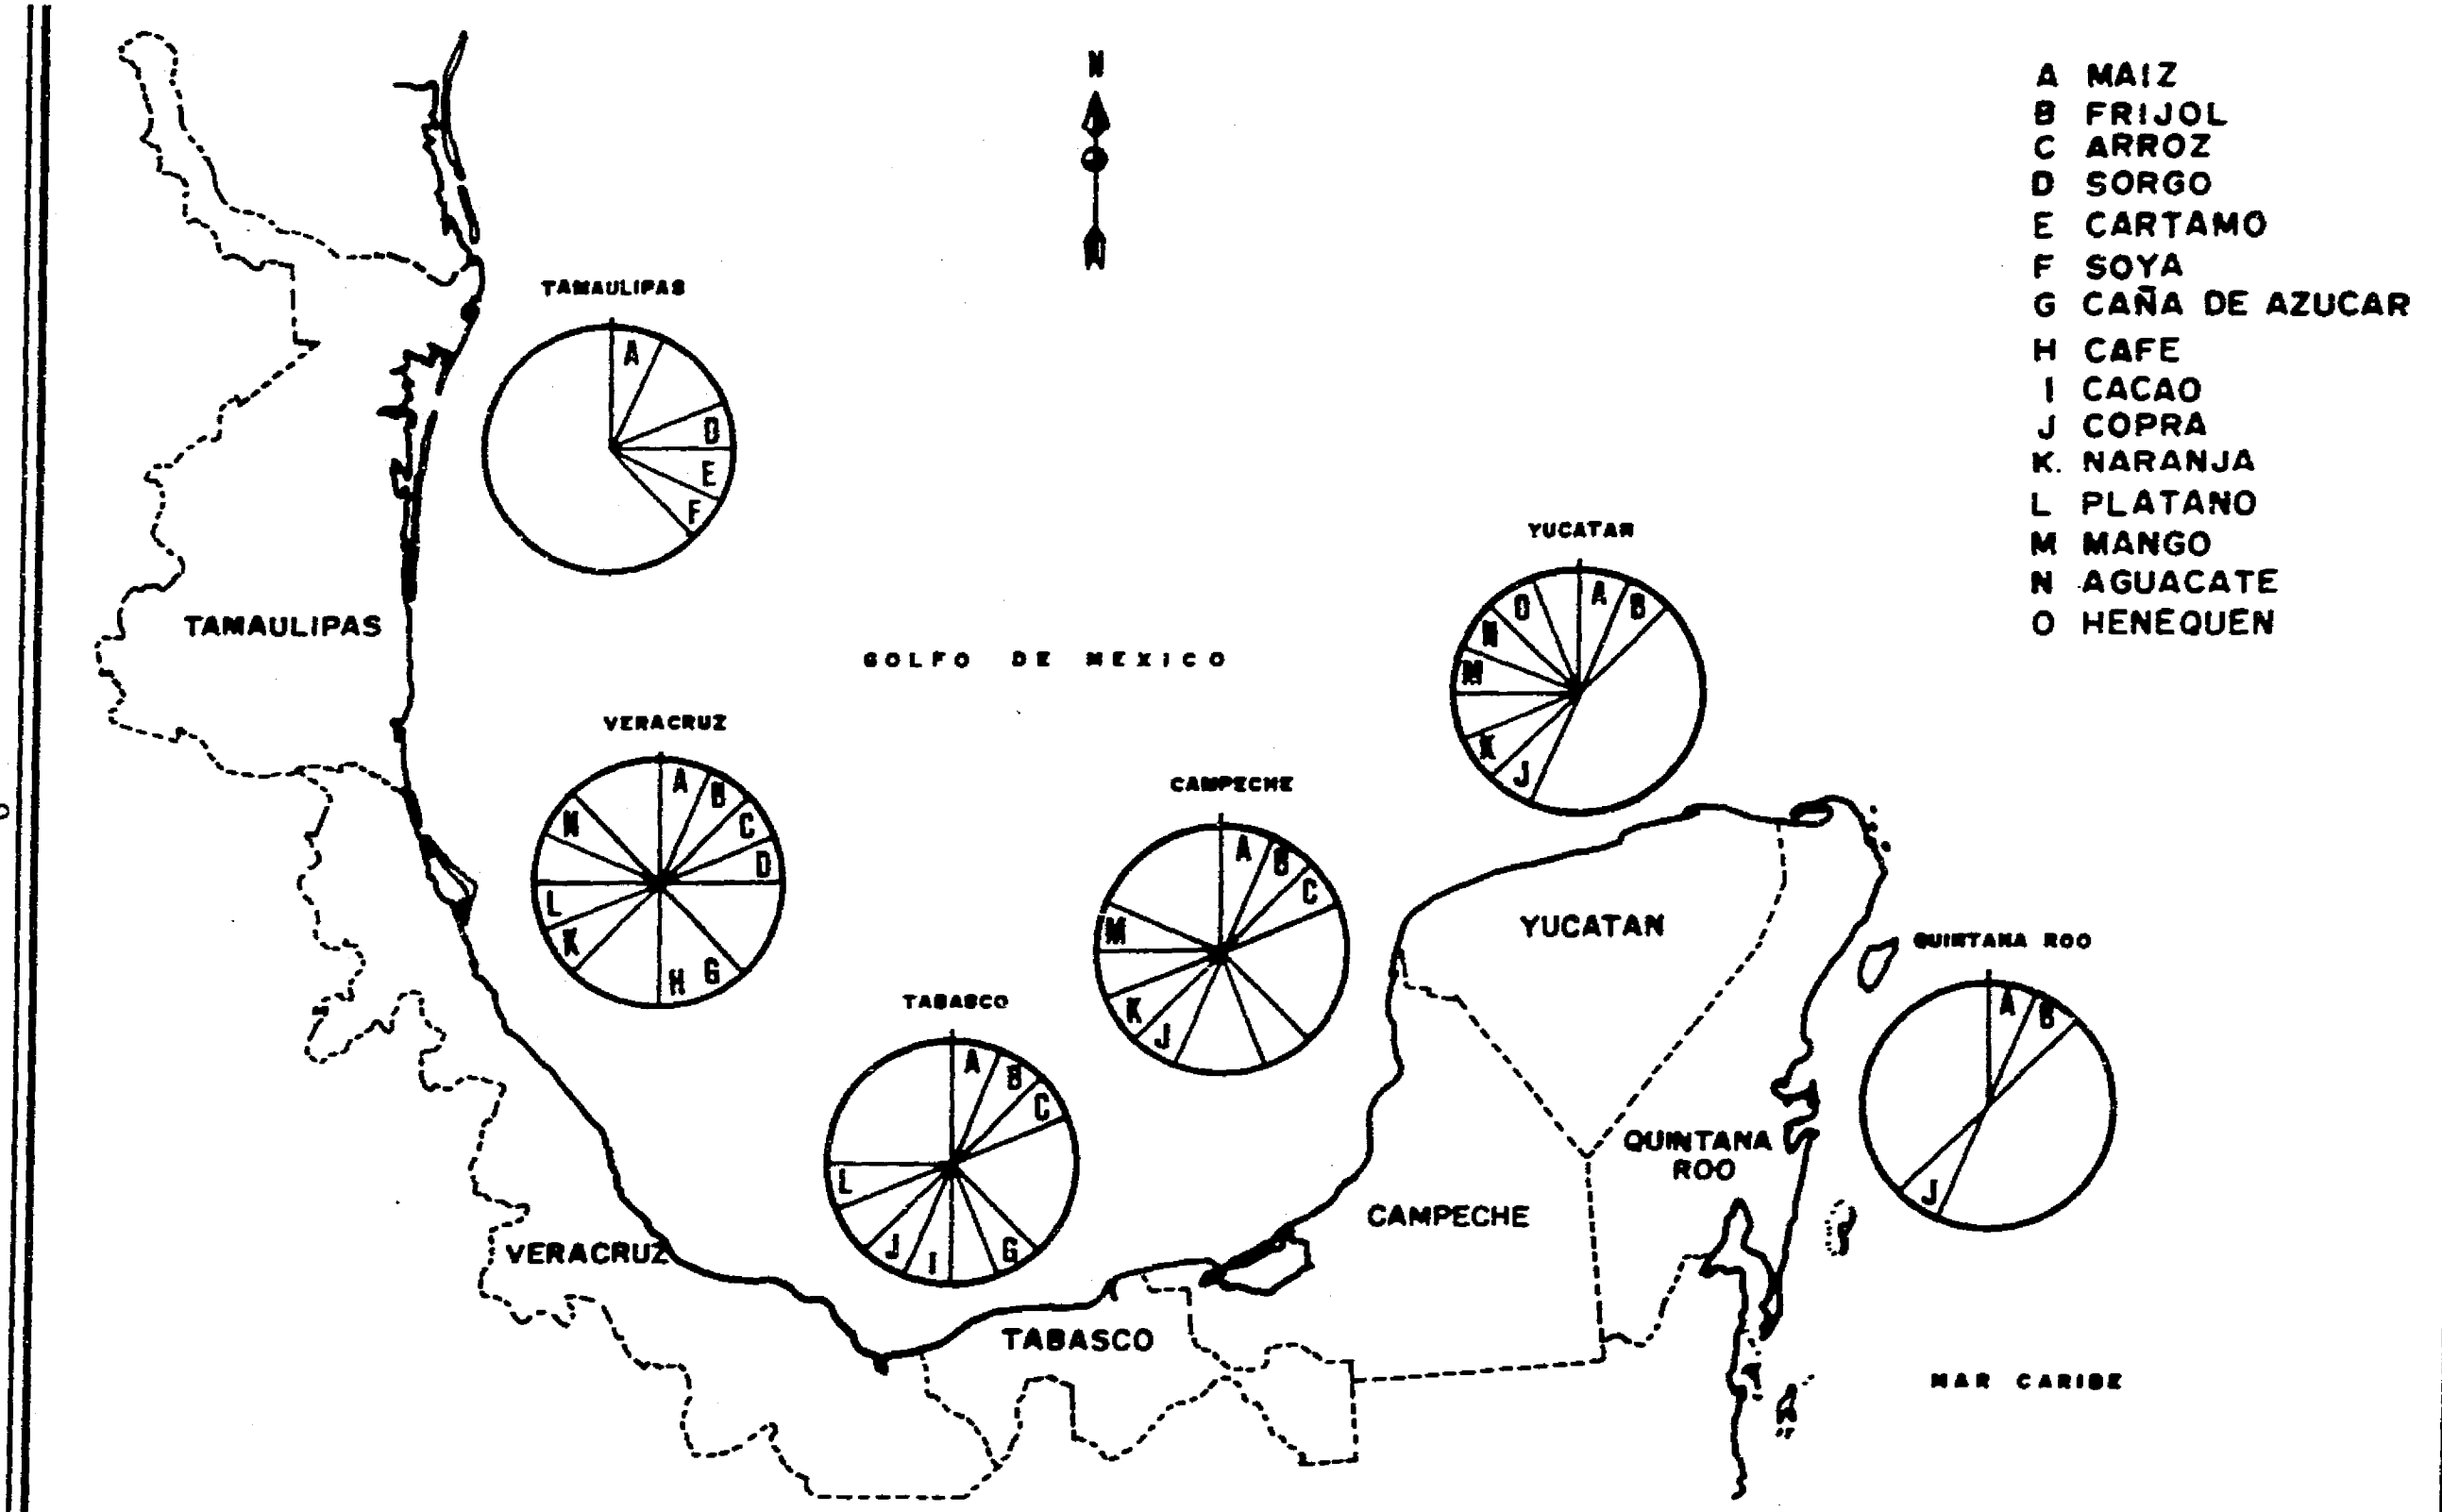 N
A MAIZ
B FRIJOL
C ARROZ
D SORGO
E CARTAMO
F SOYA
G CAÑA DE AZUCAR
H CAFE
I CACAO
J COPRA
K. NARANJA
L PLATANO
M MANGO
N AGUACATE
O HENEQUEN
TAMAULIPAS
A
D
E
F
YUCATAN
A
B
J
K
M
N
O
TAMAULIPAS
GOLFO DE MEXICO
VERACRUZ
A
B
C
D
G
H
K
L
N
CAMPECHE
A
B
C
J
K
M
YUCATAN
QUINTANA ROO
A
B
J
TABASCO
A
B
C
G
I
J
L
QUINTANA
ROO
CAMPECHE
VERACRUZ
TABASCO
MAR CARIBE